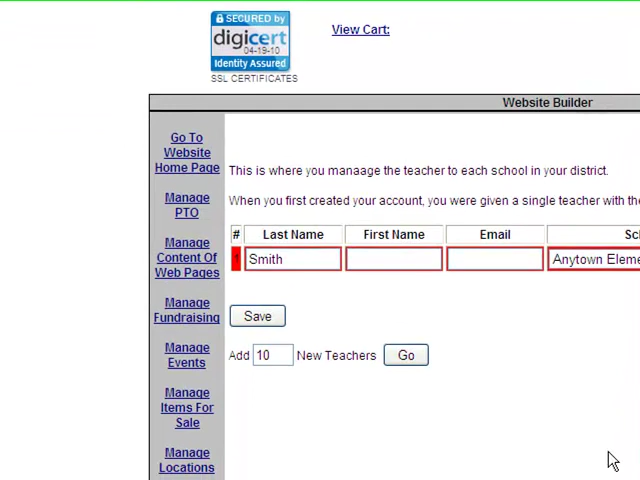 SECURED by
digicert
04-19-10
Identity Assured
SSL CERTIFICATES
View Cart:
Website Builder
Go To
Website
Home Page
Manage
PTO
Manage
Content Of
Web Pages
Manage
Fundraising
Manage
Events
Manage
Items For
Sale
Manage
Locations
This is where you manaage the teacher to each school in your district.
When you first created your account, you were given a single teacher with the
# Last Name First Name Email Sc
1 Smith Anytown Eleme
Save
Add 10 New Teachers Go